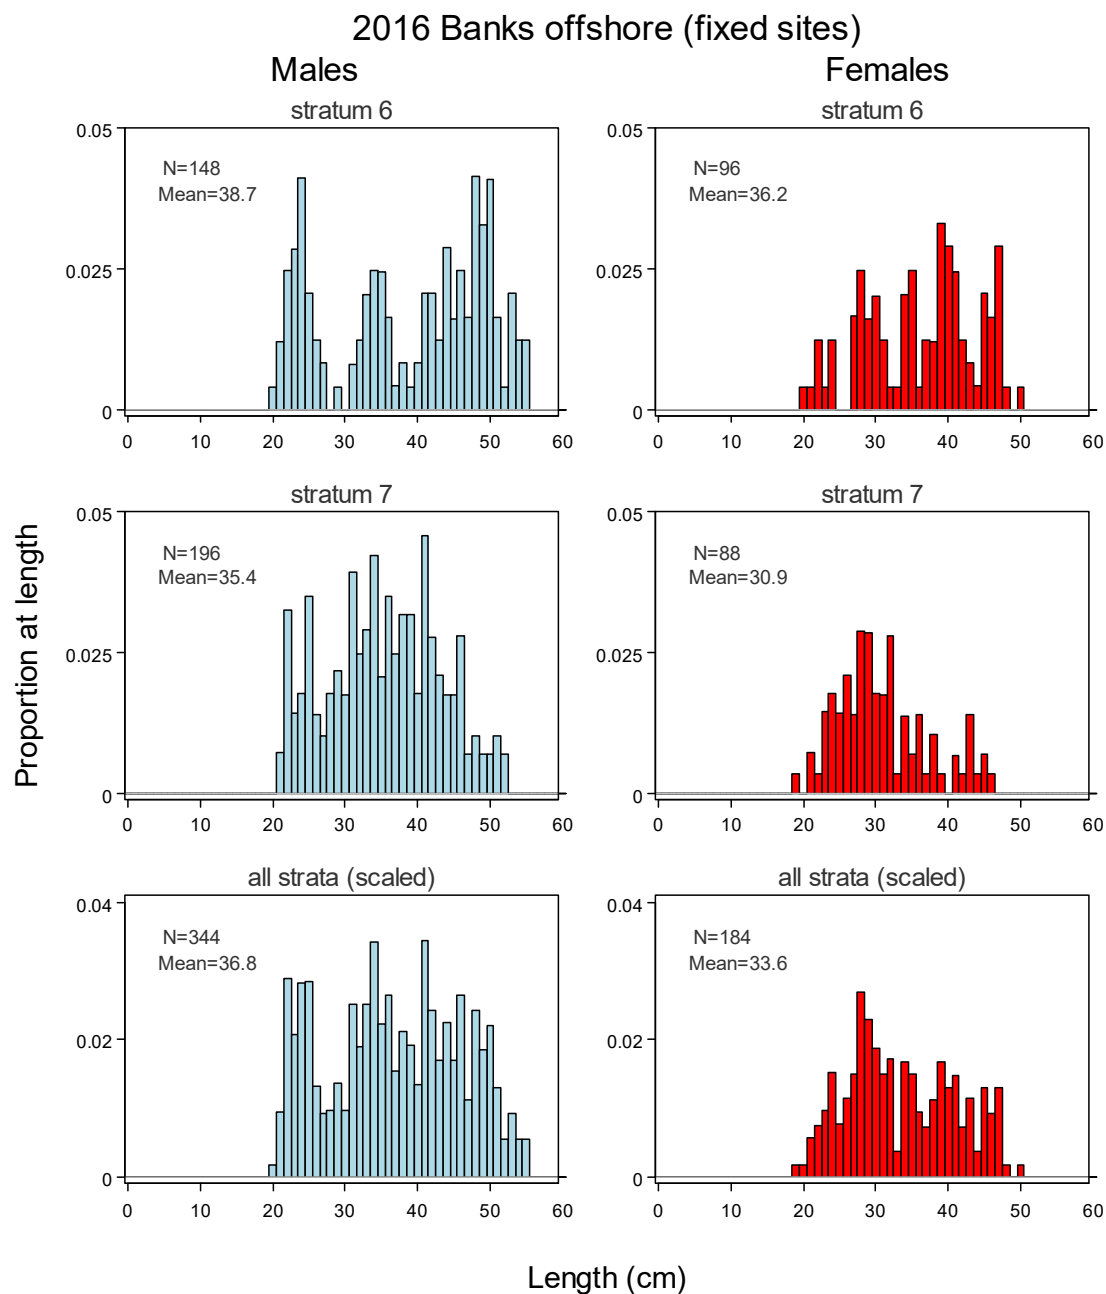 2016 Banks offshore (fixed sites)
Males
Females
stratum 6
stratum 6
0.05
0.025
0
N=148
Mean=38.7
0 10 20 30 40 50 60
0.05
0.025
0
N=96
Mean=36.2
0 10 20 30 40 50 60
stratum 7
stratum 7
0.05
0.025
0
N=196
Mean=35.4
0 10 20 30 40 50 60
0.05
0.025
0
N=88
Mean=30.9
0 10 20 30 40 50 60
Proportion at length
all strata (scaled)
all strata (scaled)
0.04
0.02
0
N=344
Mean=36.8
0 10 20 30 40 50 60
0.04
0.02
0
N=184
Mean=33.6
0 10 20 30 40 50 60
Length (cm)